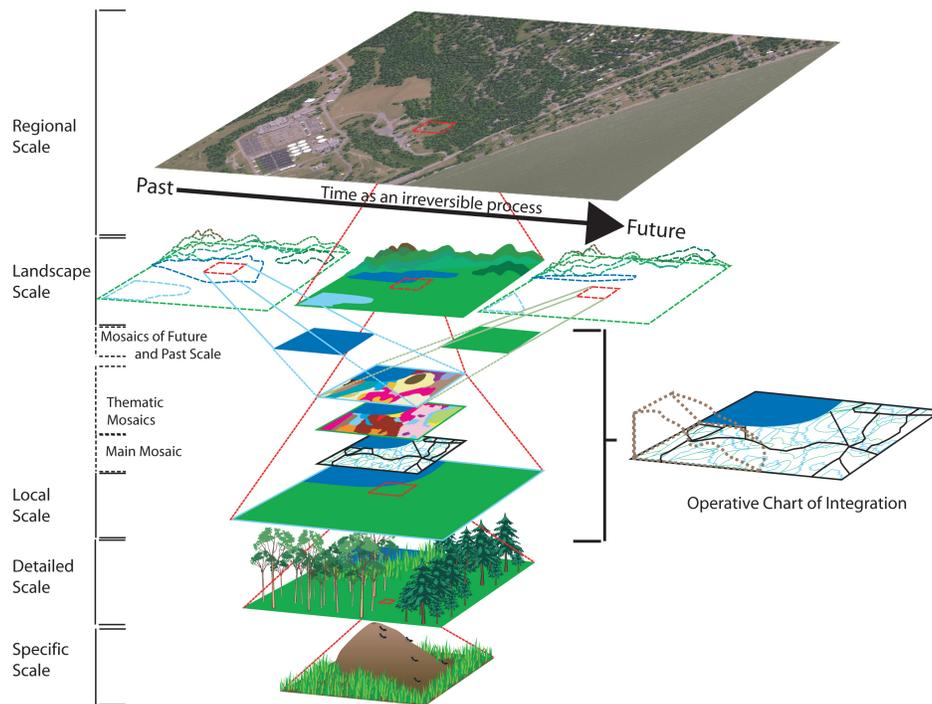 Regional
Scale
Past
Time as an irreversible process
Future
Landscape
Scale
Mosaics of Future
and Past Scale
Thematic
Mosaics
Main Mosaic
Operative Chart of Integration
Local
Scale
Detailed
Scale
Specific
Scale